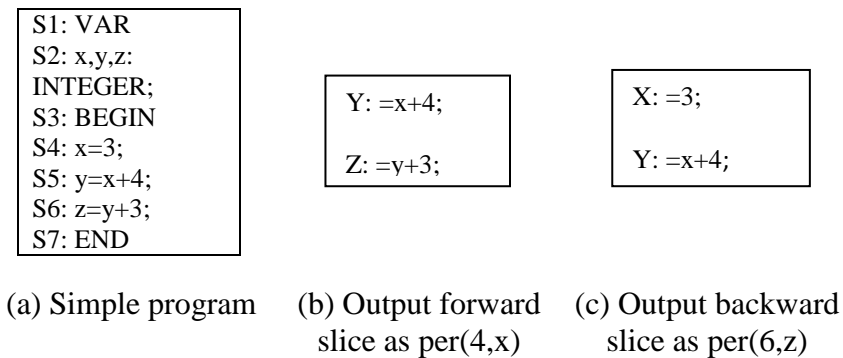 S1: VAR
S2: x,y,z:
INTEGER;
S3: BEGIN
S4: x=3;
S5: y=x+4;
S6: z=y+3;
S7: END
Y: =x+4;
Z: =y+3;
X: =3;
Y: =x+4;
(a) Simple program
(b) Output forward
slice as per(4,x)
(c) Output backward
slice as per(6,z)